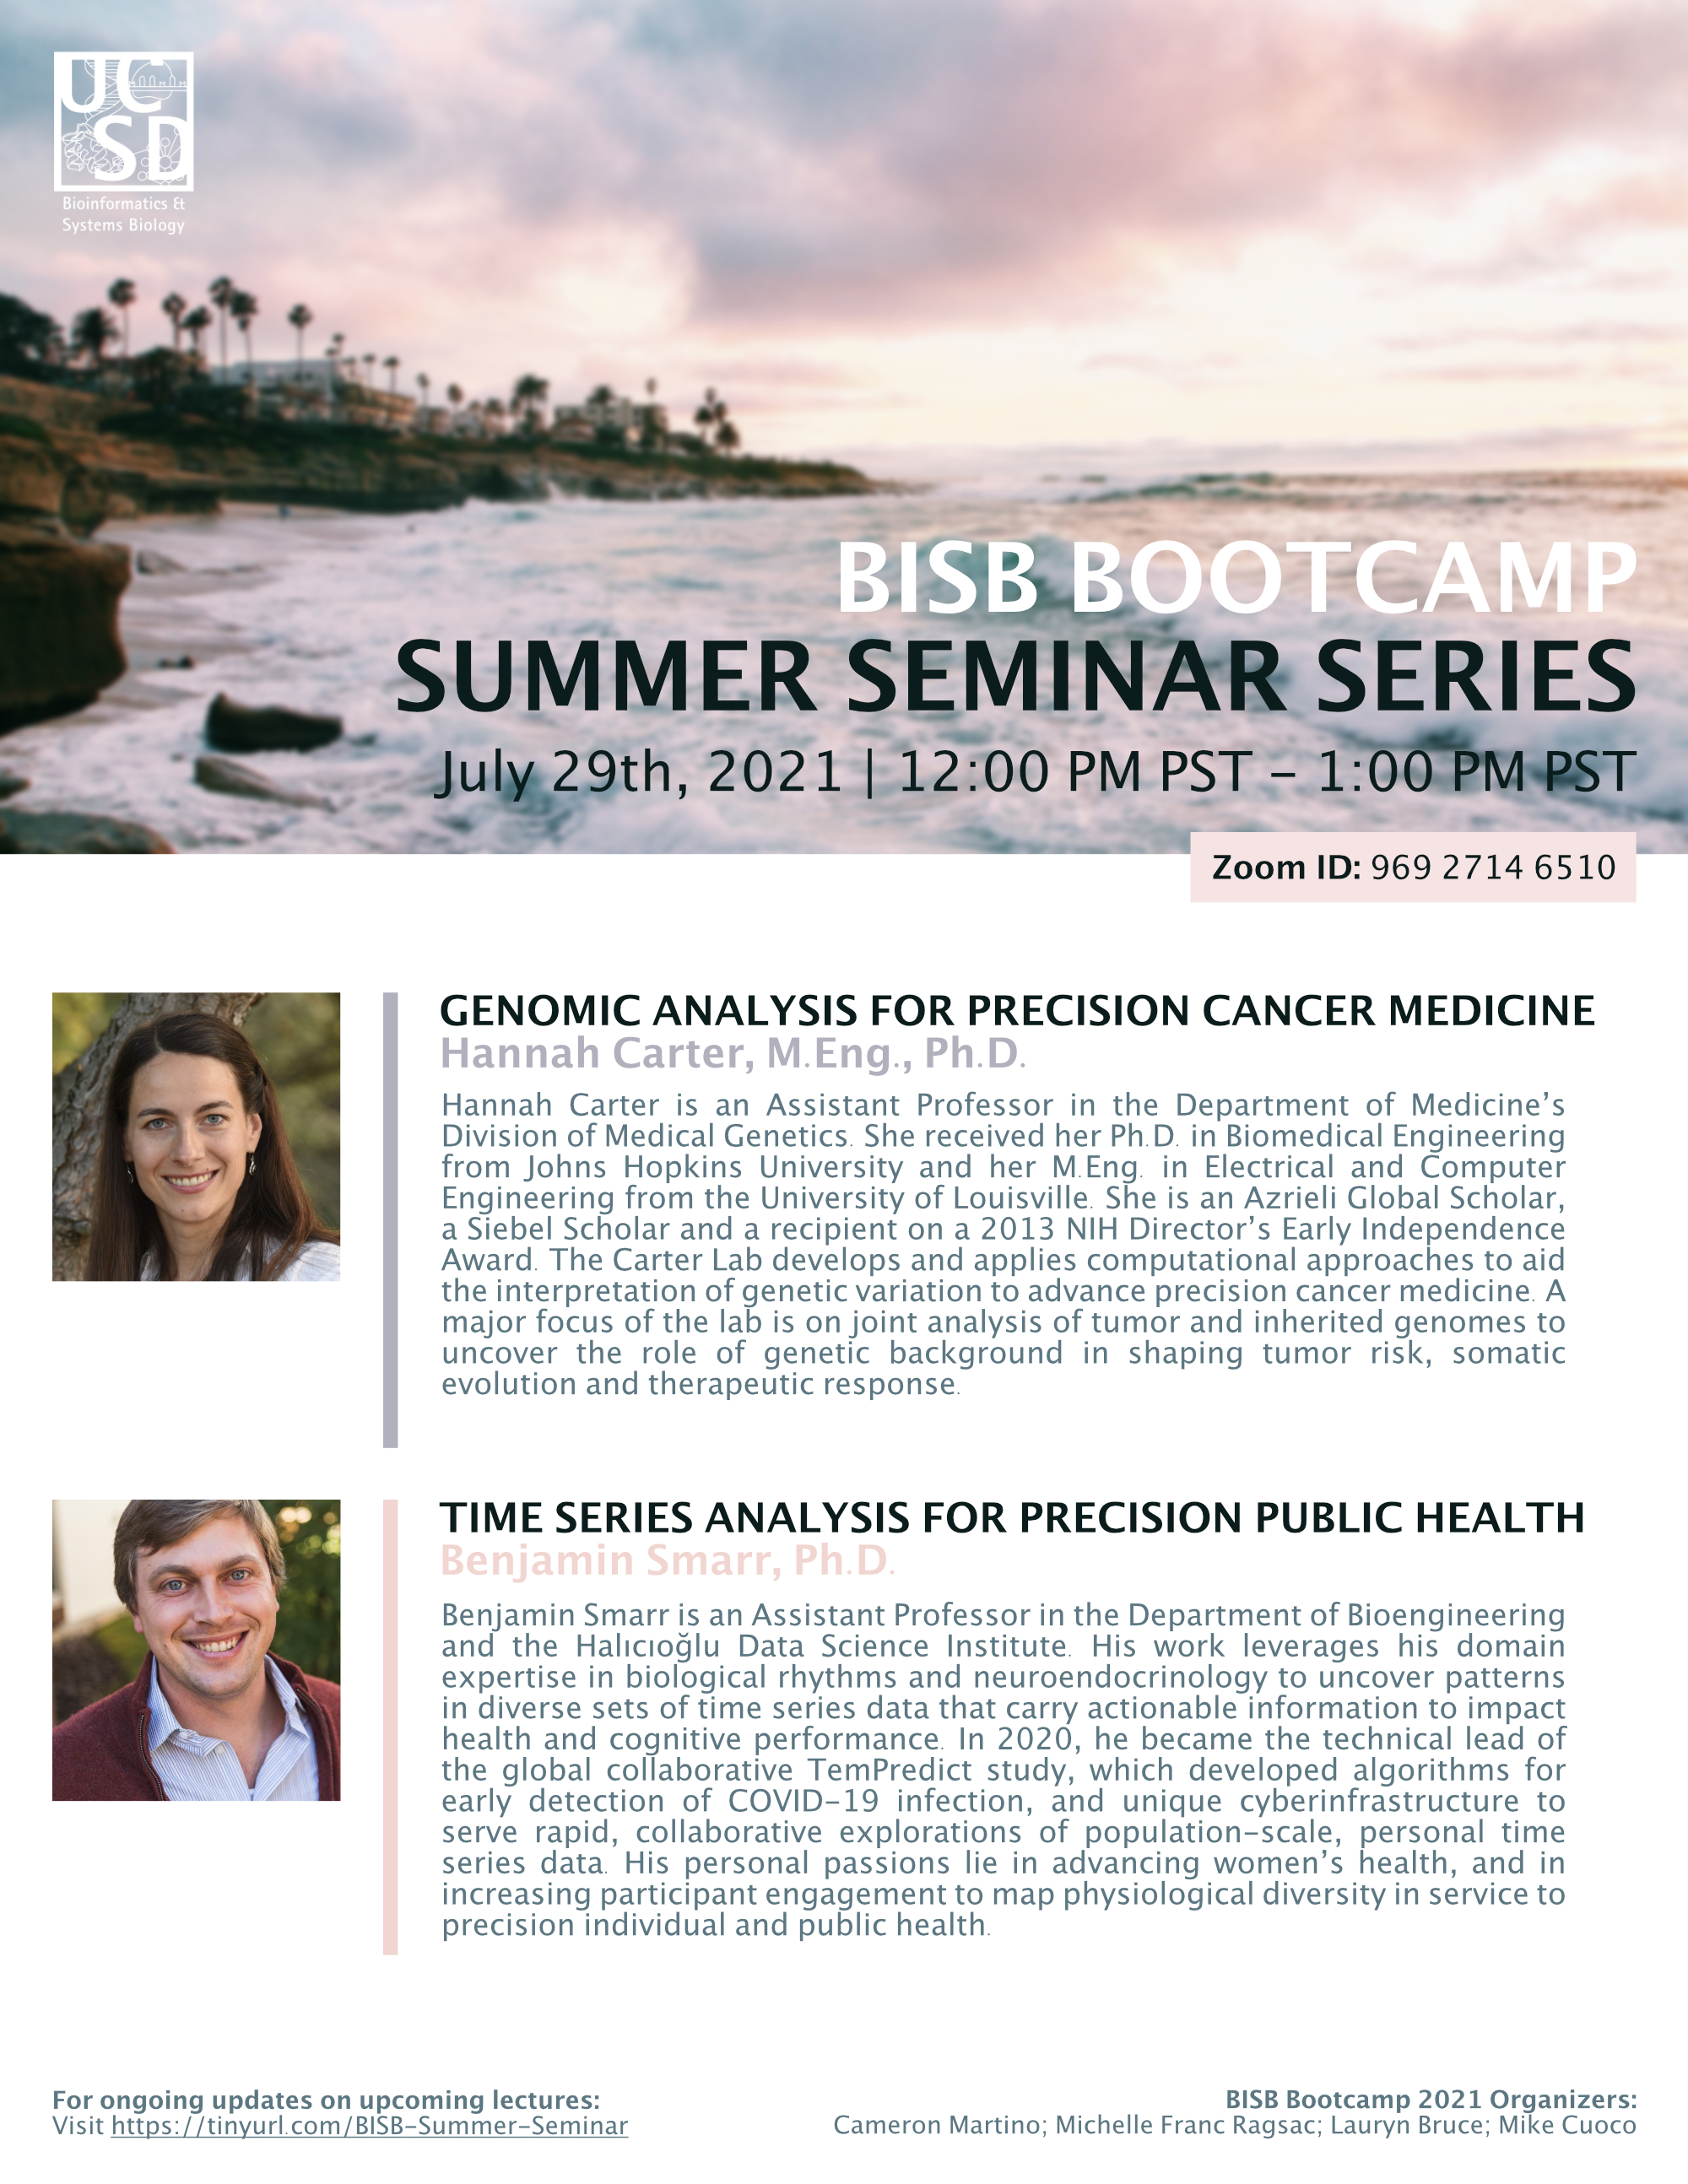 UC
SD
Bioinformatics &
Systems Biology
BISB BOOTCAMP
SUMMER SEMINAR SERIES
July 29th, 2021 | 12:00 PM PST – 1:00 PM PST
Zoom ID: 969 2714 6510
GENOMIC ANALYSIS FOR PRECISION CANCER MEDICINE
Hannah Carter, M.Eng., Ph.D.
Hannah Carter is an Assistant Professor in the Department of Medicine’s
Division of Medical Genetics. She received her Ph.D. in Biomedical Engineering
from Johns Hopkins University and her M.Eng. in Electrical and Computer
Engineering from the University of Louisville. She is an Azrieli Global Scholar,
a Siebel Scholar and a recipient on a 2013 NIH Director’s Early Independence
Award. The Carter Lab develops and applies computational approaches to aid
the interpretation of genetic variation to advance precision cancer medicine. A
major focus of the lab is on joint analysis of tumor and inherited genomes to
uncover the role of genetic background in shaping tumor risk, somatic
evolution and therapeutic response.
TIME SERIES ANALYSIS FOR PRECISION PUBLIC HEALTH
Benjamin Smarr, Ph.D.
Benjamin Smarr is an Assistant Professor in the Department of Bioengineering
and the Halıcıoğlu Data Science Institute. His work leverages his domain
expertise in biological rhythms and neuroendocrinology to uncover patterns
in diverse sets of time series data that carry actionable information to impact
health and cognitive performance. In 2020, he became the technical lead of
the global collaborative TemPredict study, which developed algorithms for
early detection of COVID-19 infection, and unique cyberinfrastructure to
serve rapid, collaborative explorations of population-scale, personal time
series data. His personal passions lie in advancing women’s health, and in
increasing participant engagement to map physiological diversity in service to
precision individual and public health.
For ongoing updates on upcoming lectures:
Visit https://tinyurl.com/BISB-Summer-Seminar
BISB Bootcamp 2021 Organizers:
Cameron Martino; Michelle Franc Ragsac; Lauryn Bruce; Mike Cuoco